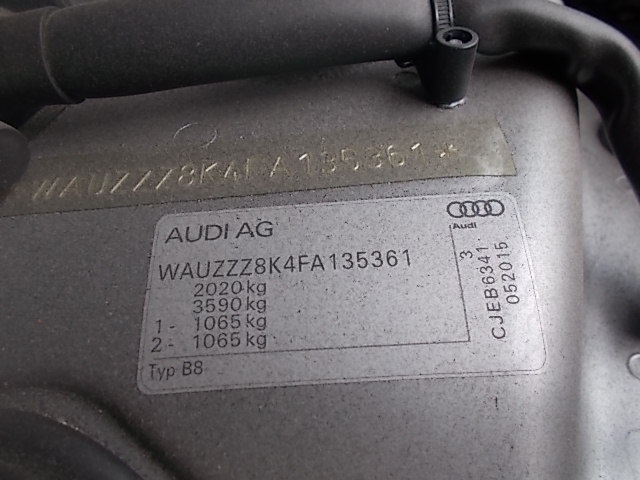 WAUZZZ8K4FA135361*
AUDI AG
Audi
WAUZZZ8K4FA135361
2020kg
3590kg
1 - 1065kg
2 - 1065kg
Typ B8
3
CJEB6341
052015